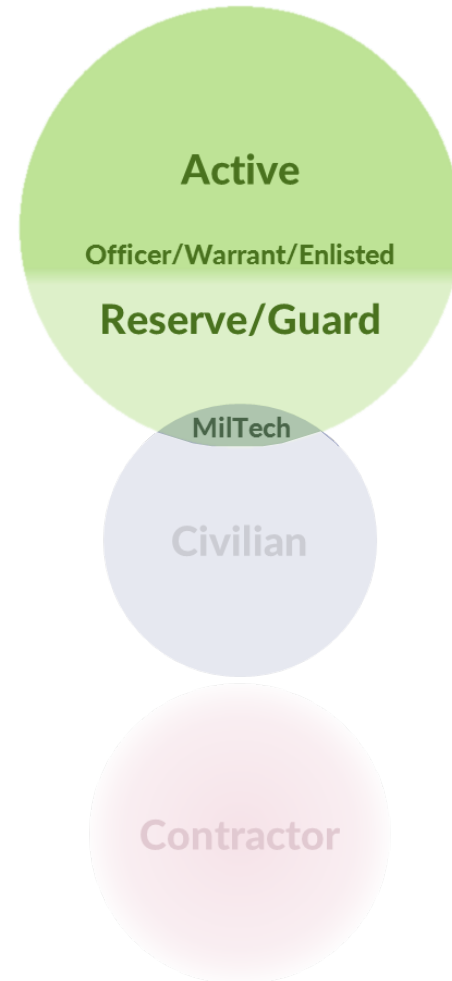 Active
Officer/Warrant/Enlisted
Reserve/Guard
MilTech
Civilian
Contractor